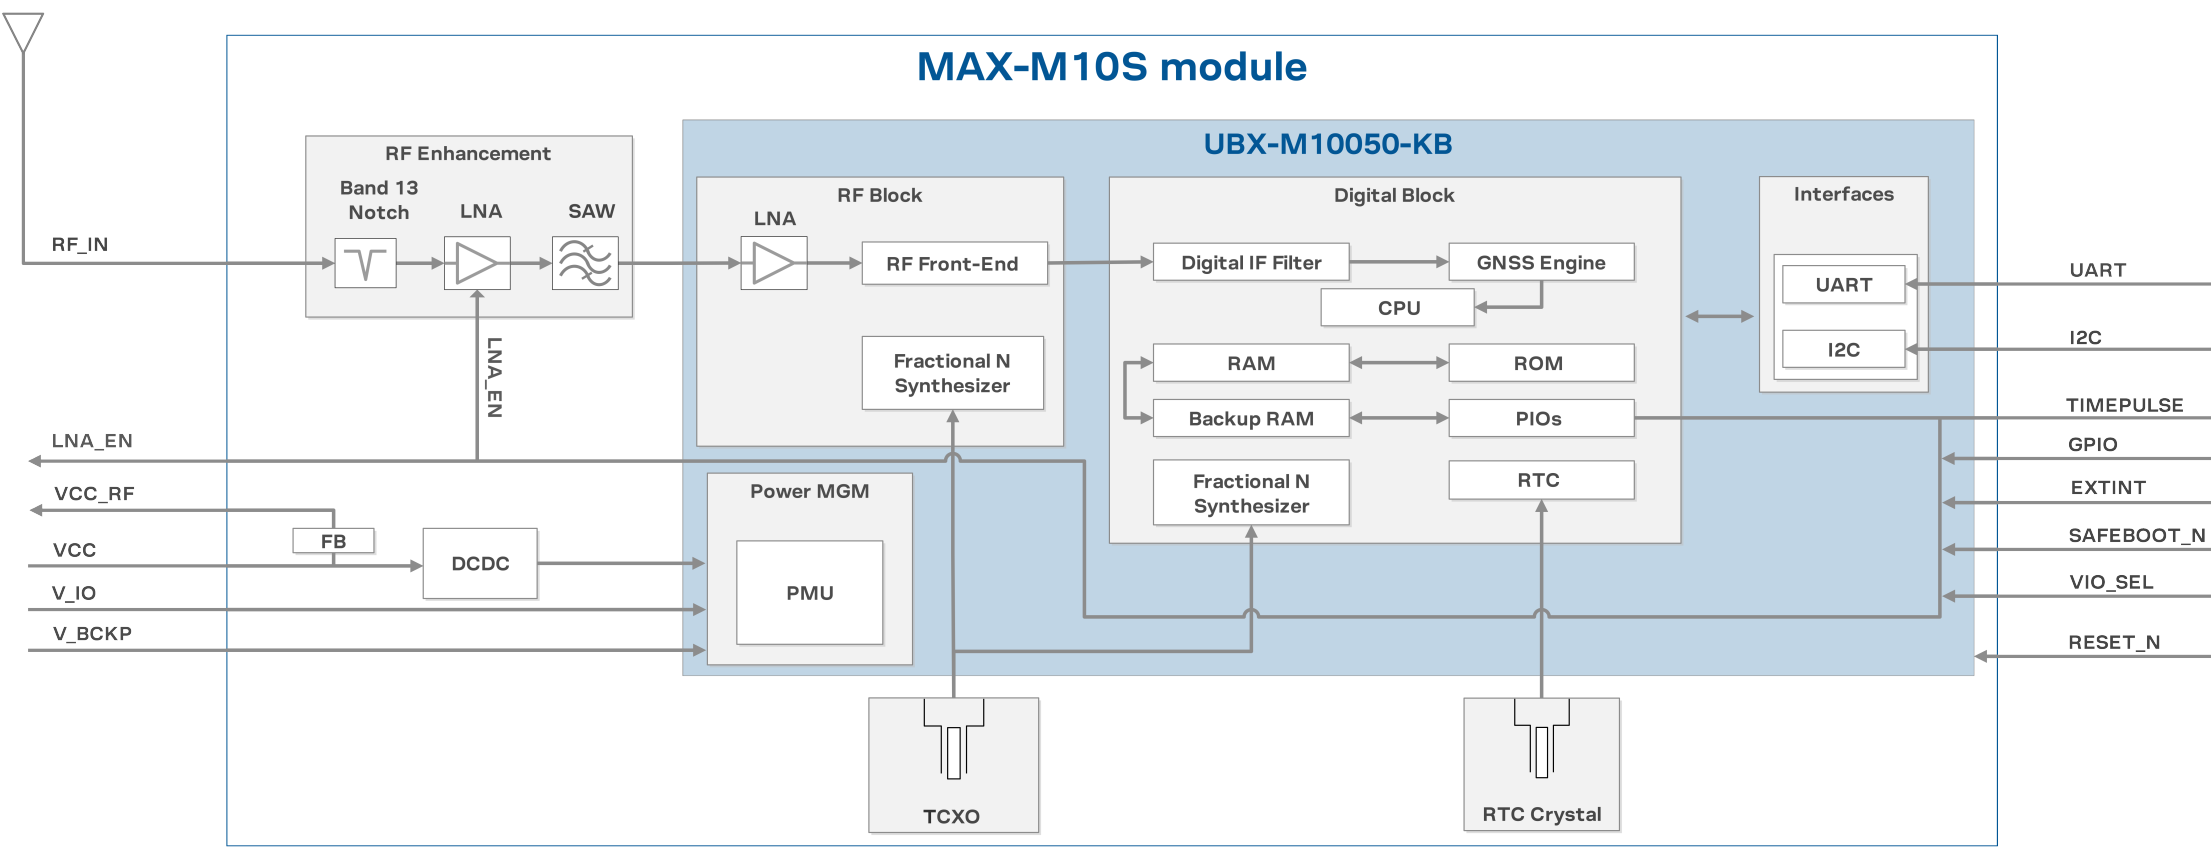 MAX-M10S module
UBX-M10050-KB
RF Enhancement
Band 13
Notch
LNA
SAW
RF_IN
LNA_EN
RF Block
LNA
RF Front-End
Fractional N
Synthesizer
Digital Block
Digital IF Filter
GNSS Engine
CPU
RAM
ROM
Backup RAM
PIOs
Fractional N
Synthesizer
RTC
Interfaces
UART
I2C
UART
I2C
TIMEPULSE
GPIO
EXTINT
SAFEBOOT_N
VIO_SEL
RESET_N
LNA_EN
VCC_RF
FB
VCC
DCDC
V_IO
V_BCKP
Power MGM
PMU
TCXO
RTC Crystal